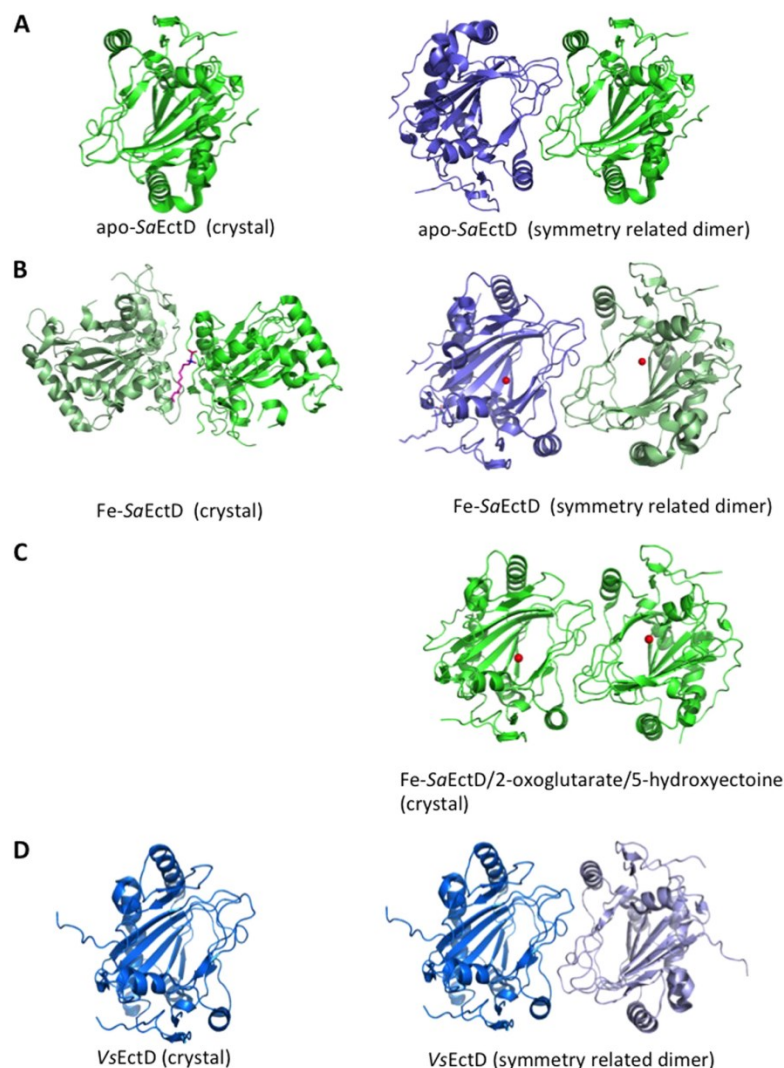 A
apo-SaEctD (crystal)
apo-SaEctD (symmetry related dimer)
B
Fe-SaEctD (crystal)
Fe-SaEctD (symmetry related dimer)
C
Fe-SaEctD/2-oxoglutarate/5-hydroxyectoine
(crystal)
D
VsEctD (crystal)
VsEctD (symmetry related dimer)